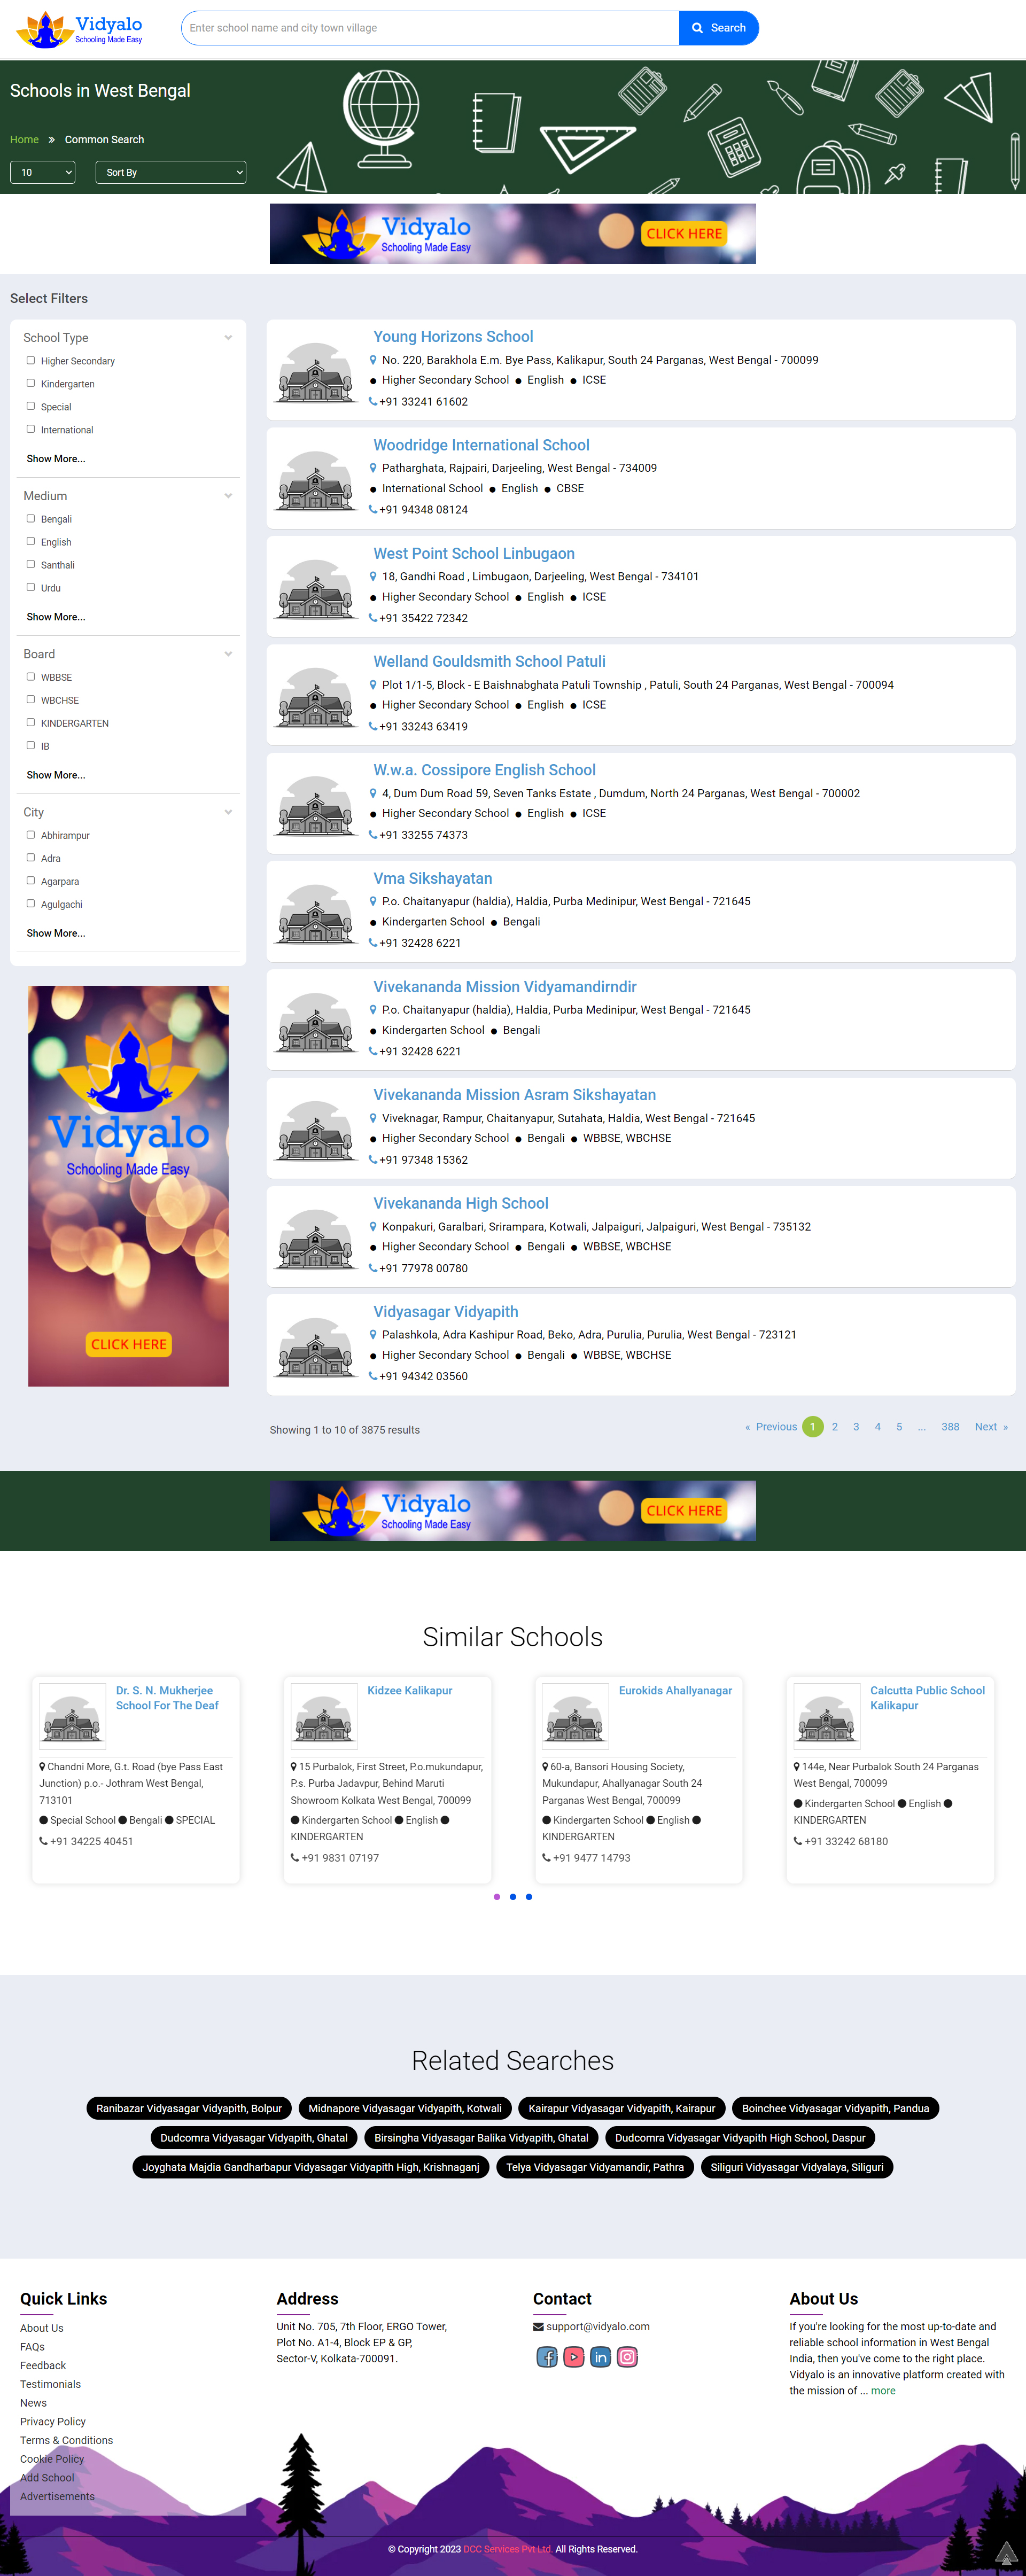 Vidyalo
Schooling Made Easy
Enter school name and city town village
Search
Schools in West Bengal
Home » Common Search
10
Sort By
Vidyalo
Schooling Made Easy
CLICK HERE
Select Filters
School Type
Higher Secondary
Kindergarten
Special
International
Show More...
Medium
Bengali
English
Santhali
Urdu
Show More...
Board
WBBSE
WBCHSE
KINDERGARTEN
IB
Show More...
City
Abhirampur
Adra
Agarpara
Agulgachi
Show More...
Vidyalo
Schooling Made Easy
CLICK HERE
Young Horizons School
No. 220, Barakhola E.m. Bye Pass, Kalikapur, South 24 Parganas, West Bengal - 700099
● Higher Secondary School ● English ● ICSE
+91 33241 61602
Woodridge International School
Patharghata, Rajpairi, Darjeeling, West Bengal - 734009
● International School ● English ● CBSE
+91 94348 08124
West Point School Linbugaon
18, Gandhi Road , Limbugaon, Darjeeling, West Bengal - 734101
● Higher Secondary School ● English ● ICSE
+91 35422 72342
Welland Gouldsmith School Patuli
Plot 1/1-5, Block - E Baishnabghata Patuli Township , Patuli, South 24 Parganas, West Bengal - 700094
● Higher Secondary School ● English ● ICSE
+91 33243 63419
W.w.a. Cossipore English School
4, Dum Dum Road 59, Seven Tanks Estate , Dumdum, North 24 Parganas, West Bengal - 700002
● Higher Secondary School ● English ● ICSE
+91 33255 74373
Vma Sikshayatan
P.o. Chaitanyapur (haldia), Haldia, Purba Medinipur, West Bengal - 721645
● Kindergarten School ● Bengali
+91 32428 6221
Vivekananda Mission Vidyamandirndir
P.o. Chaitanyapur (haldia), Haldia, Purba Medinipur, West Bengal - 721645
● Kindergarten School ● Bengali
+91 32428 6221
Vivekananda Mission Asram Sikshayatan
Viveknagar, Rampur, Chaitanyapur, Sutahata, Haldia, West Bengal - 721645
● Higher Secondary School ● Bengali ● WBBSE, WBCHSE
+91 97348 15362
Vivekananda High School
Konpakuri, Garalbari, Srirampara, Kotwali, Jalpaiguri, Jalpaiguri, West Bengal - 735132
● Higher Secondary School ● Bengali ● WBBSE, WBCHSE
+91 77978 00780
Vidyasagar Vidyapith
Palashkola, Adra Kashipur Road, Beko, Adra, Purulia, Purulia, West Bengal - 723121
● Higher Secondary School ● Bengali ● WBBSE, WBCHSE
+91 94342 03560
Showing 1 to 10 of 3875 results
« Previous 1 2 3 4 5 ... 388 Next »
Vidyalo
Schooling Made Easy
CLICK HERE
Similar Schools
Dr. S. N. Mukherjee
School For The Deaf
Chandni More, G.t. Road (bye Pass East
Junction) p.o.- Jothram West Bengal,
713101
● Special School ● Bengali ● SPECIAL
+91 34225 40451
Kidzee Kalikapur
15 Purbalok, First Street, P.o.mukundapur,
P.s. Purba Jadavpur, Behind Maruti
Showroom Kolkata West Bengal, 700099
● Kindergarten School ● English ●
KINDERGARTEN
+91 9831 07197
Eurokids Ahallyanagar
60-a, Bansori Housing Society,
Mukundapur, Ahallyanagar South 24
Parganas West Bengal, 700099
● Kindergarten School ● English ●
KINDERGARTEN
+91 9477 14793
Calcutta Public School
Kalikapur
144e, Near Purbalok South 24 Parganas
West Bengal, 700099
● Kindergarten School ● English ●
KINDERGARTEN
+91 33242 68180
Related Searches
Ranibazar Vidyasagar Vidyapith, Bolpur
Midnapore Vidyasagar Vidyapith, Kotwali
Kairapur Vidyasagar Vidyapith, Kairapur
Boinchee Vidyasagar Vidyapith, Pandua
Dudcomra Vidyasagar Vidyapith, Ghatal
Birsingha Vidyasagar Balika Vidyapith, Ghatal
Dudcomra Vidyasagar Vidyapith High School, Daspur
Joyghata Majdia Gandharbapur Vidyasagar Vidyapith High, Krishnaganj
Telya Vidyasagar Vidyamandir, Pathra
Siliguri Vidyasagar Vidyalaya, Siliguri
Quick Links
About Us
FAQs
Feedback
Testimonials
News
Privacy Policy
Terms & Conditions
Cookie Policy
Add School
Advertisements
Address
Unit No. 705, 7th Floor, ERGO Tower,
Plot No. A1-4, Block EP & GP,
Sector-V, Kolkata-700091.
Contact
support@vidyalo.com
About Us
If you're looking for the most up-to-date and
reliable school information in West Bengal
India, then you've come to the right place.
Vidyalo is an innovative platform created with
the mission of ... more
© Copyright 2023 DCC Services Pvt Ltd. All Rights Reserved.